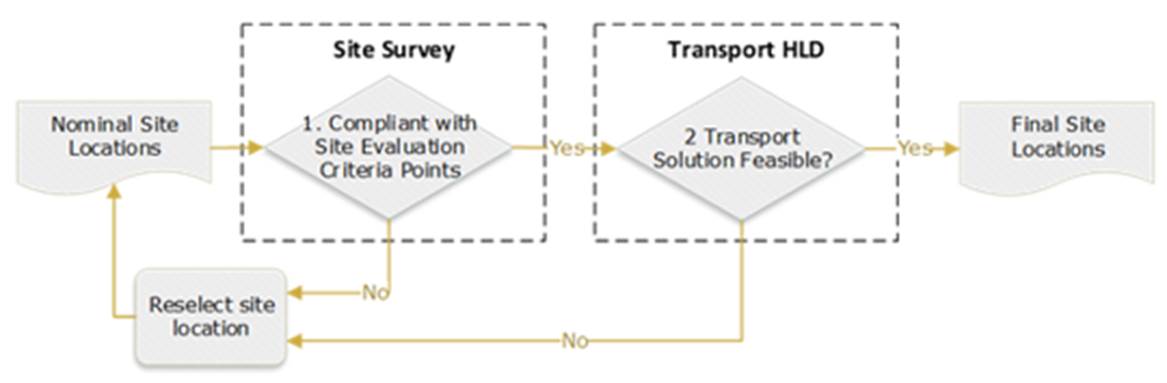 Site Survey
Transport HLD
Nominal Site
Locations
1. Compliant with
Site Evaluation
Criteria Points
Yes
2 Transport
Solution Feasible?
Yes
Final Site
Locations
No
Reselect site
location
No